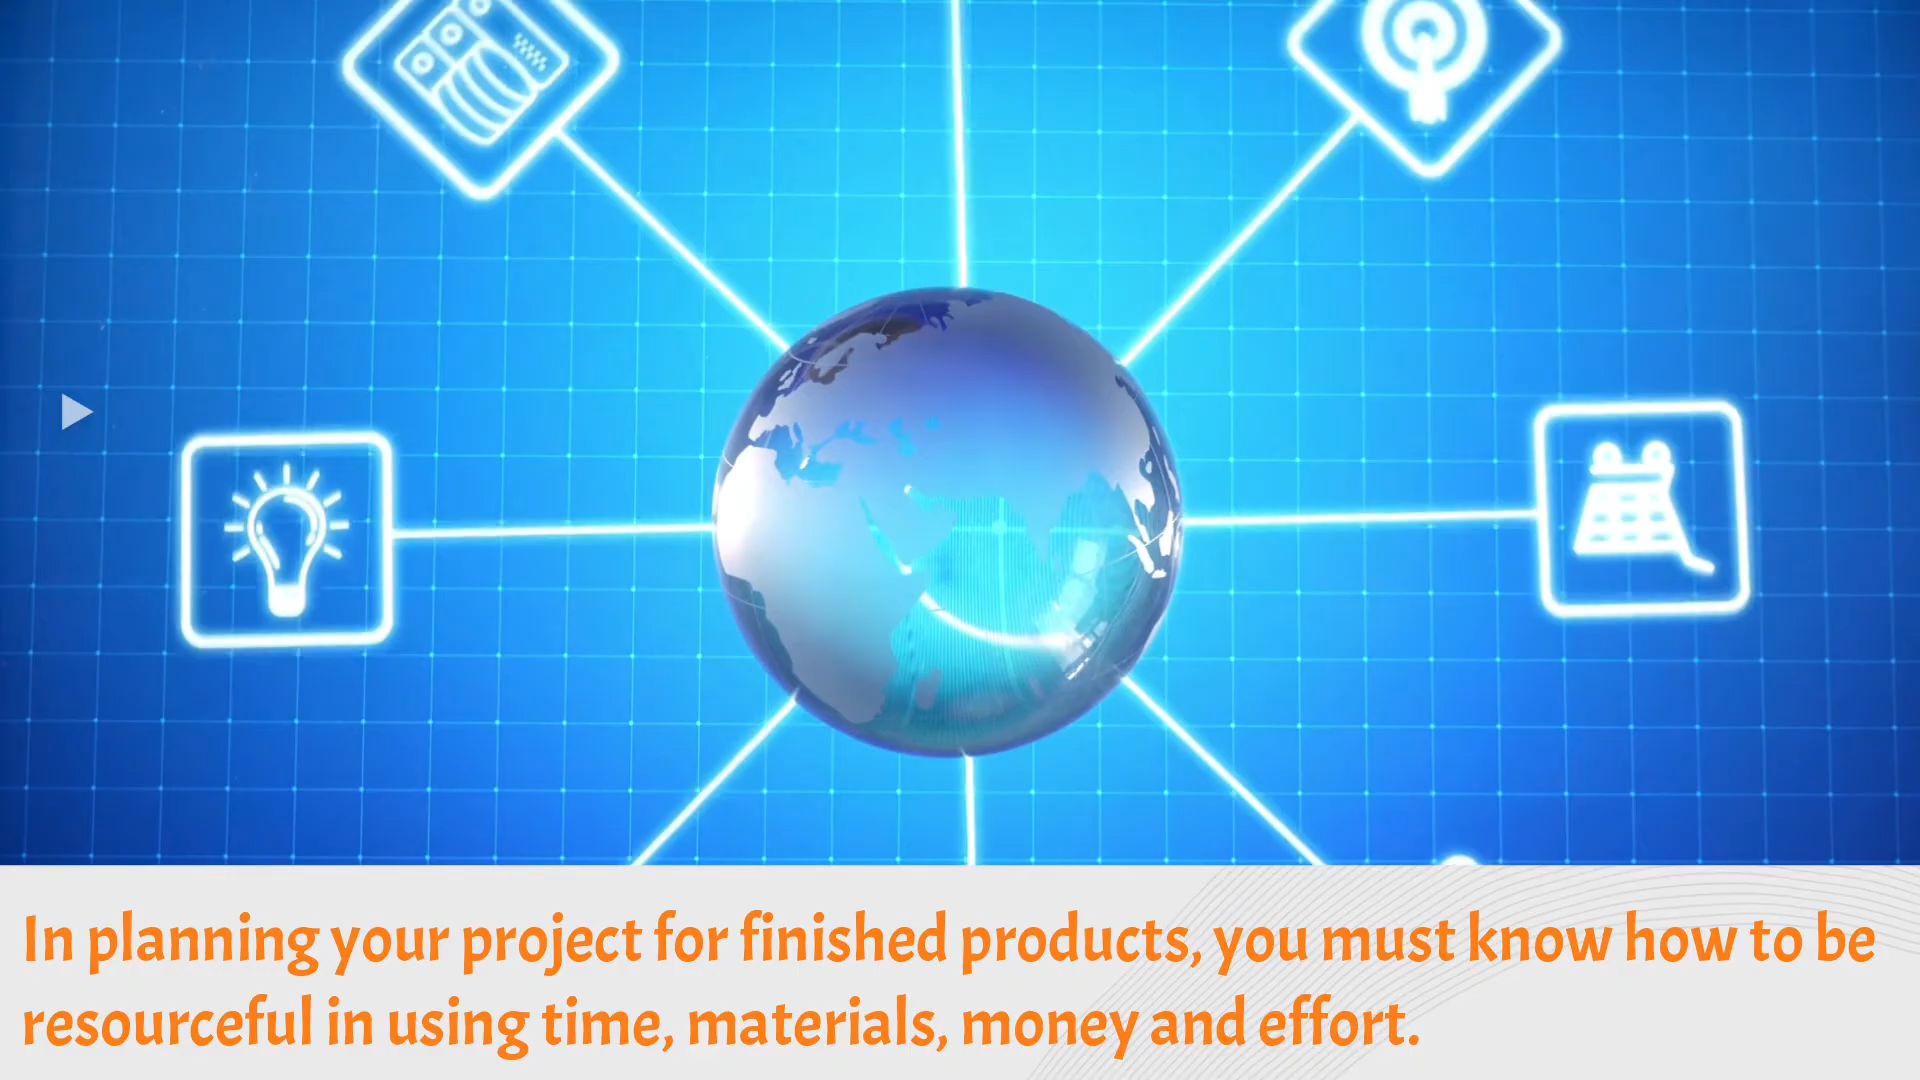 In planning your project for finished products, you must know how to be
resourceful in using time, materials, money and effort.